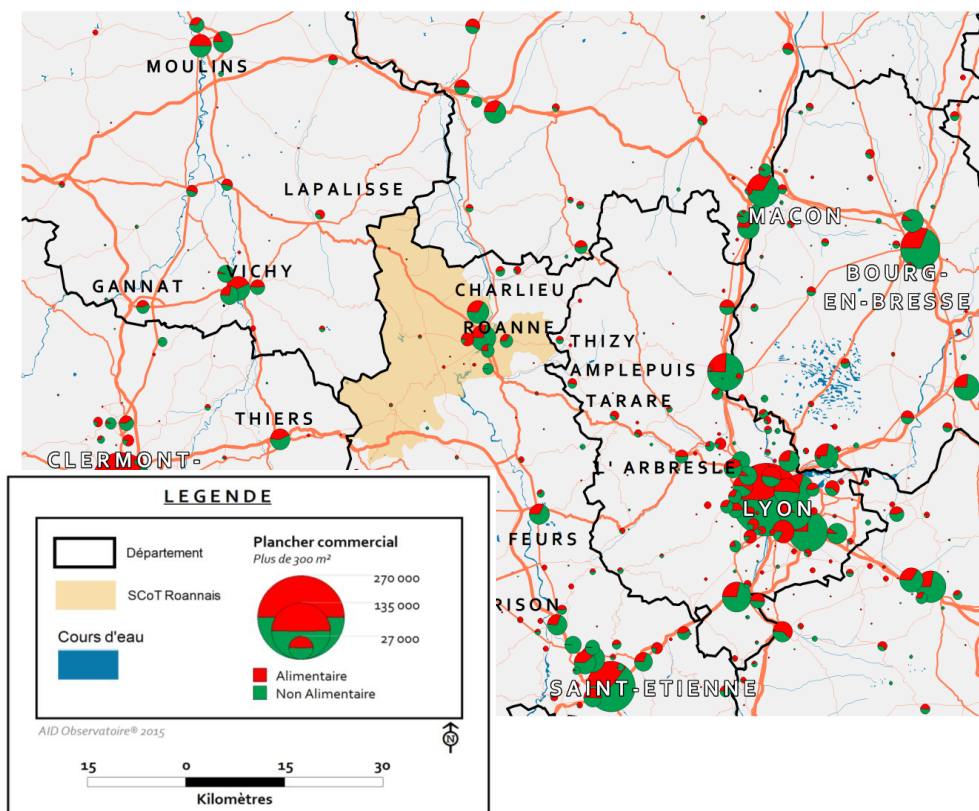 MOULINS
LAPALISSE
MACON
GANNAT
VICHY
CHARLIEU
BOURG-
EN-BRESSE
ROANNE
THIZY
AMPLEPUIS
TARARE
THIERS
CLERMONT-
L' ARBRESLE
LYON
FEURS
RISON
SAINT-ETIENNE
LEGENDE
Département
SCoT Roannais
Cours d'eau
Plancher commercial
Plus de 300 m²
270 000
135 000
27 000
Alimentaire
Non Alimentaire
AID Observatoire® 2015
N
15 0 15 30
Kilomètres